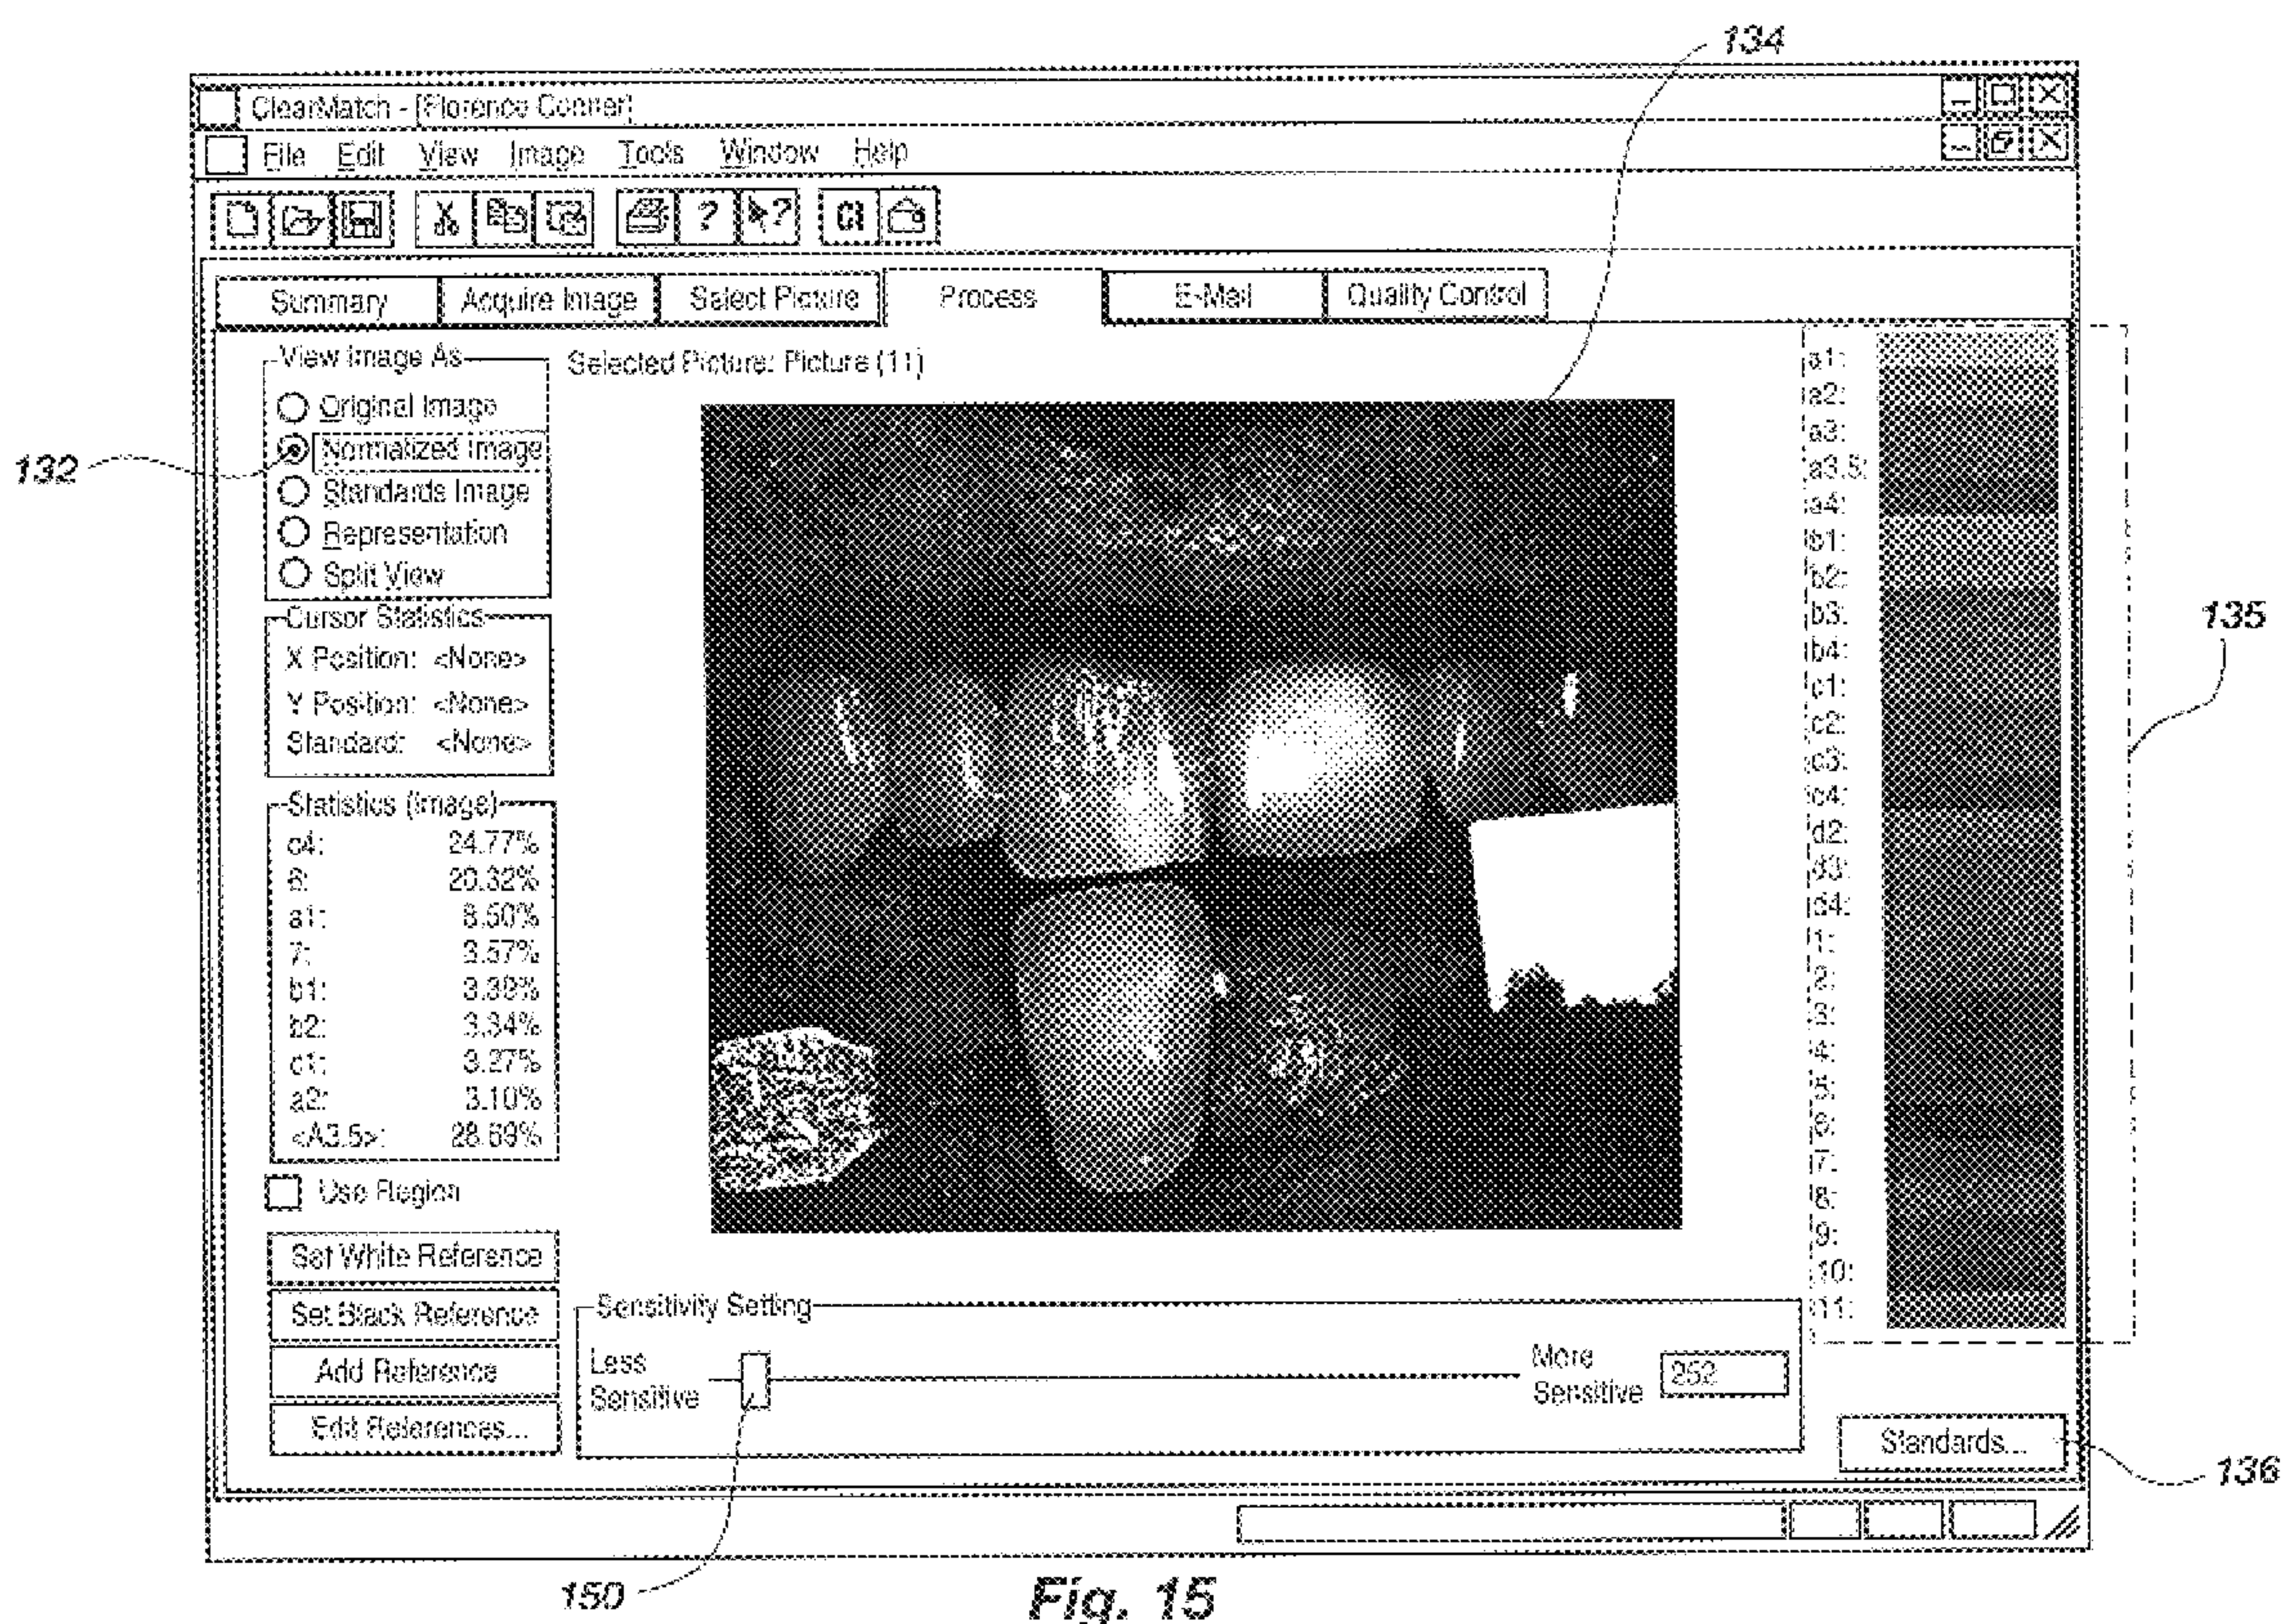 134
ClearMatch - [Florence Conner]
File Edit View Image Tools Window Help
Summary Acquire Image Select Picture Process E-Mail Quality Control
View Image As
Original Image
Normalized Image
Standards Image
Representation
Split View
132
Selected Picture: Picture (11)
Cursor Statistics
X Position: <None>
Y Position: <None>
Standard: <None>
Statistics (Image)
c4: 24.77%
6: 20.32%
a1: 8.50%
7: 3.57%
b1: 3.39%
b2: 3.34%
c1: 3.27%
a2: 3.10%
<A3.5>: 28.69%
Use Region
Set White Reference
Set Black Reference
Add Reference
Edit References...
Sensitivity Setting
Less Sensitive
More Sensitive
252
a1:
a2:
a3:
a3.5:
a4:
b1:
b2:
b3:
b4:
c1:
c2:
c3:
c4:
d2:
d3:
d4:
1:
2:
3:
4:
5:
6:
7:
8:
9:
10:
11:
135
Standards...
136
150
Fig. 15